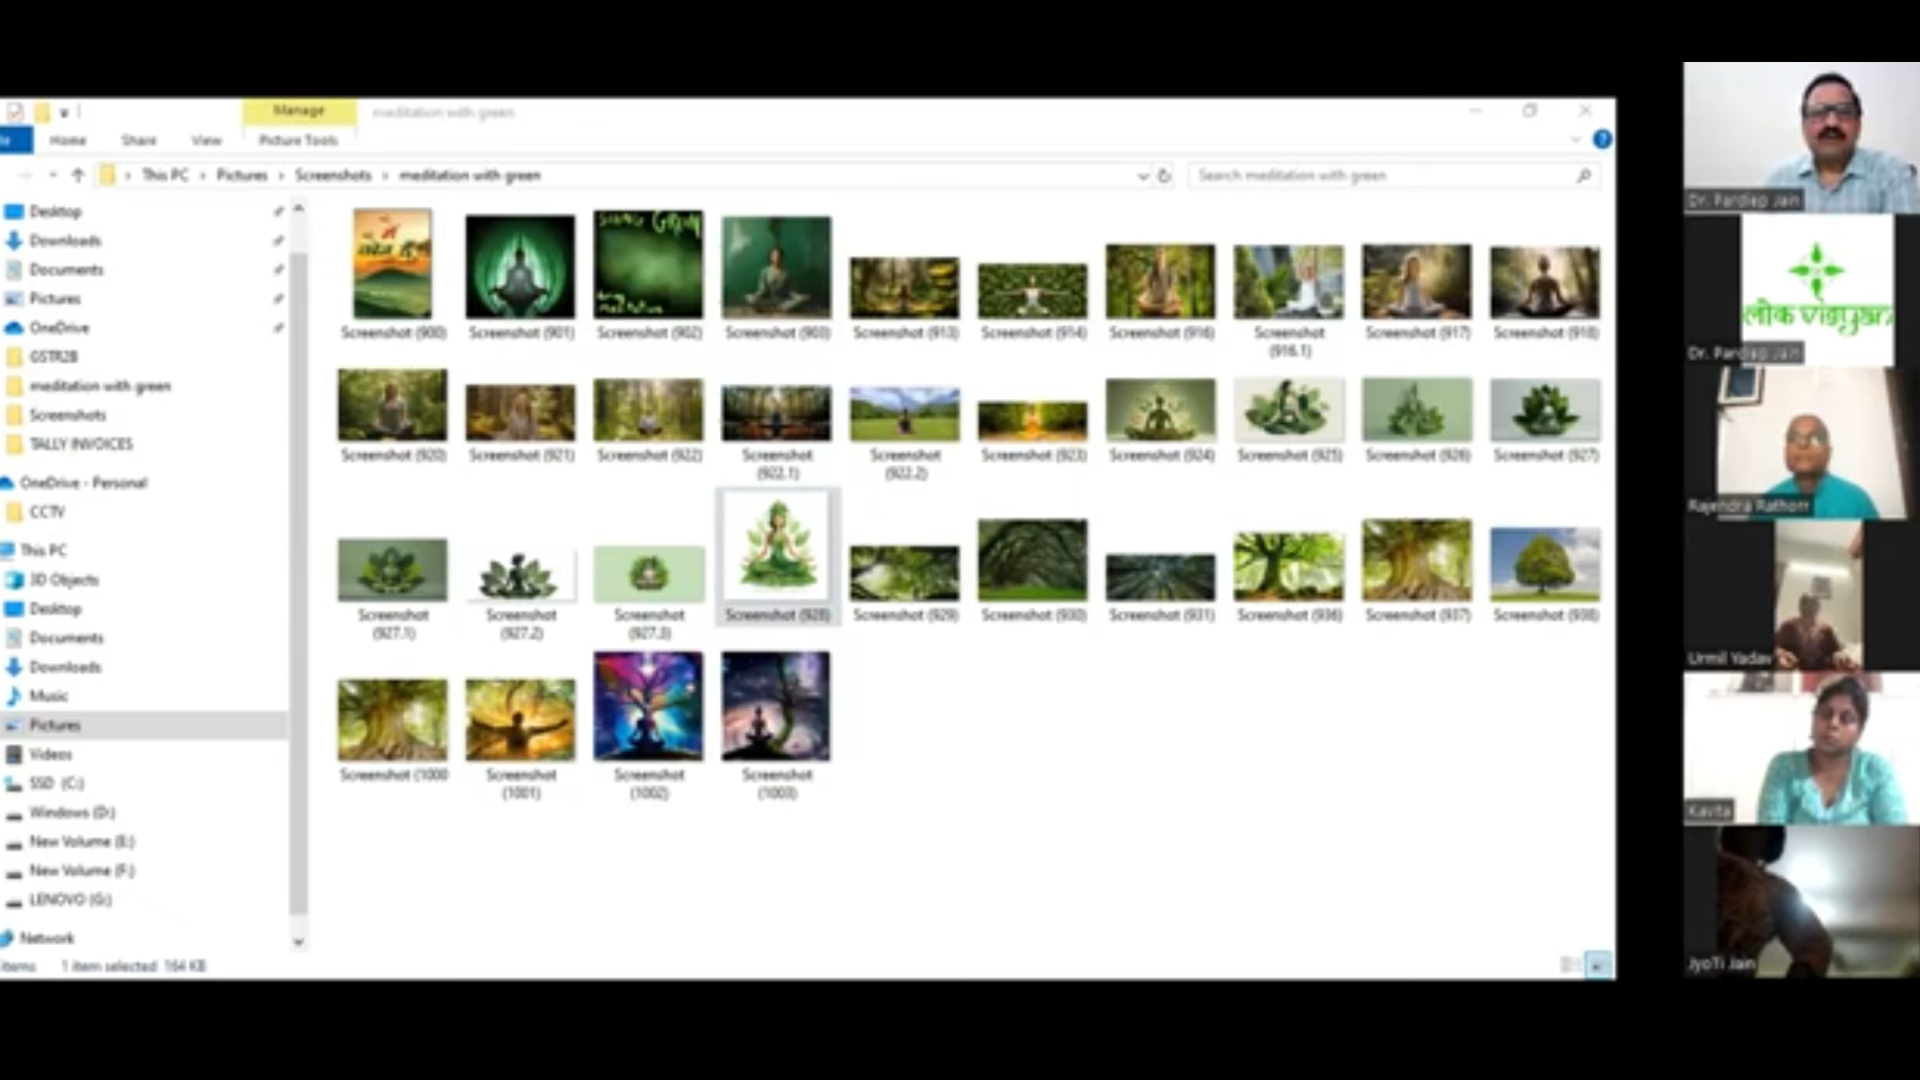 Manage
meditation with green
Home
Share
View
Picture Tools
This PC
Pictures
Screenshots
meditation with green
Search meditation with green
Desktop
Downloads
Documents
Pictures
OneDrive
GSTR2B
meditation with green
Screenshots
TALLY INVOICES
OneDrive - Personal
CCTV
This PC
3D Objects
Desktop
Documents
Downloads
Music
Pictures
Videos
SSD (C:)
Windows (D:)
New Volume (E:)
New Volume (F:)
LENOVO (G:)
Network
items 1 item selected 164 KB
Screenshot (900)
Screenshot (901)
Screenshot (902)
Screenshot (903)
Screenshot (913)
Screenshot (914)
Screenshot (916)
Screenshot
(916.1)
Screenshot (917)
Screenshot (918)
Screenshot (920)
Screenshot (921)
Screenshot (922)
Screenshot
(922.1)
Screenshot
(922.2)
Screenshot (923)
Screenshot (924)
Screenshot (925)
Screenshot (926)
Screenshot (927)
Screenshot
(927.1)
Screenshot
(927.2)
Screenshot
(927.3)
Screenshot (928)
Screenshot (929)
Screenshot (930)
Screenshot (931)
Screenshot (936)
Screenshot (937)
Screenshot (938)
Screenshot (1000
Screenshot
(1001)
Screenshot
(1002)
Screenshot
(1003)
Dr. Pardeep Jain
लोक vigyan
Dr. Pardeep Jain
Rajendra Rathorr
Urmil Yadav
Kavita
JyoTi Jain